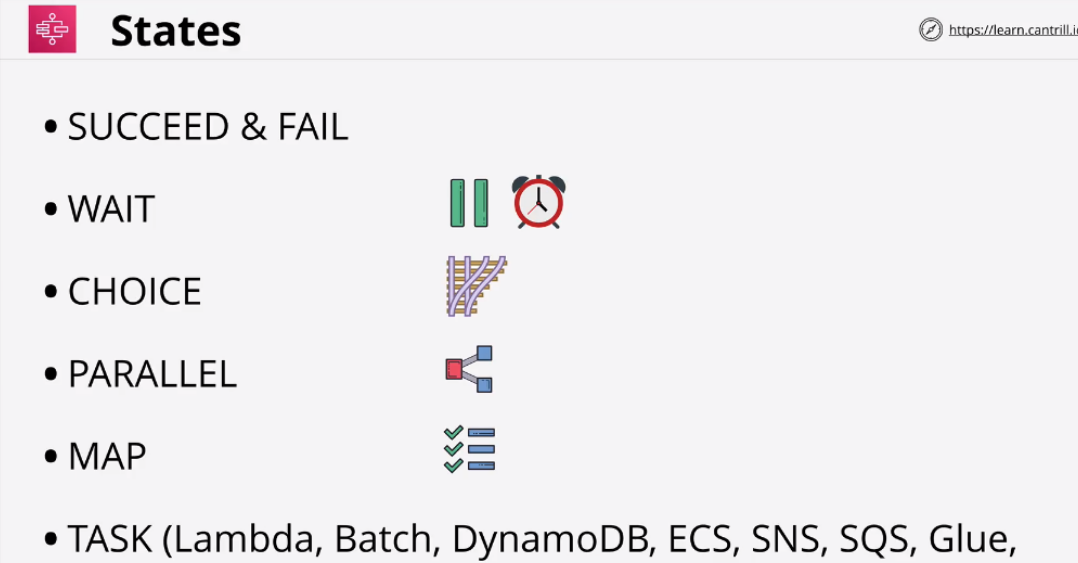 States
https://learn.cantrill.i
• SUCCEED & FAIL
• WAIT
• CHOICE
• PARALLEL
• MAP
• TASK (Lambda, Batch, DynamoDB, ECS, SNS, SQS, Glue,